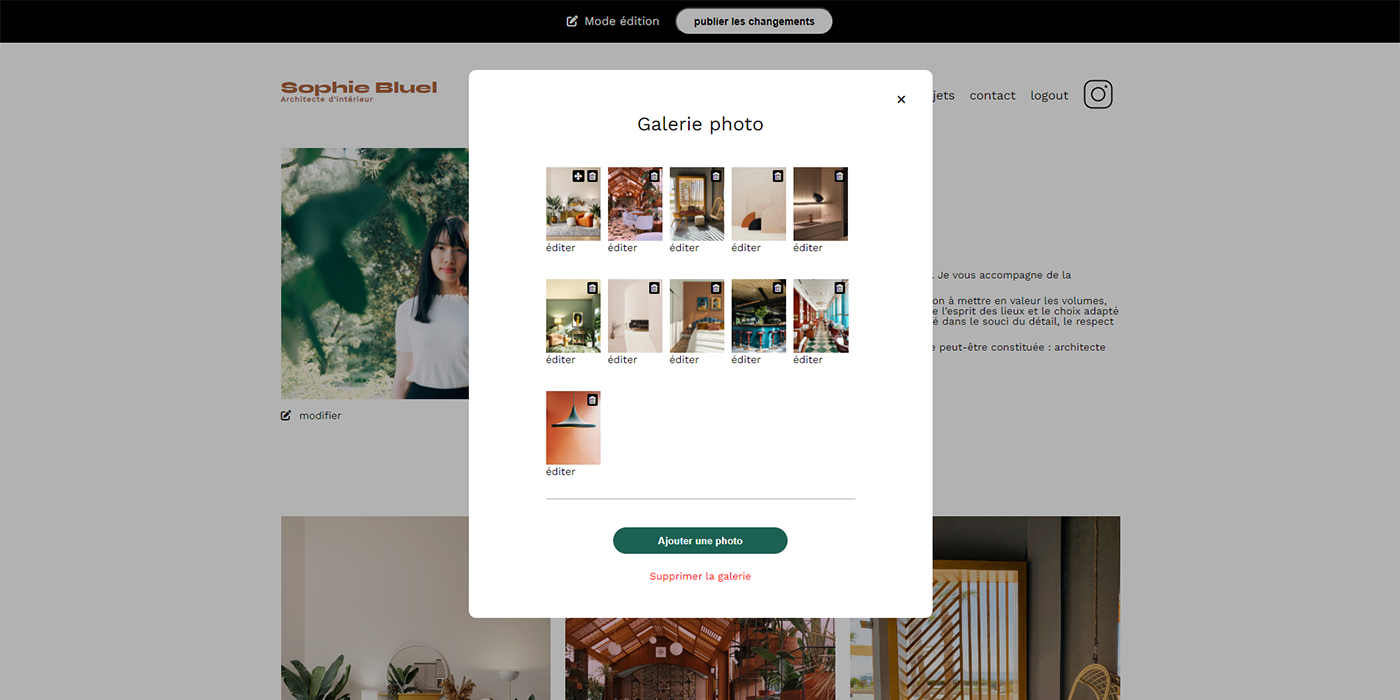 Mode édition
publier les changements
Sophie Bluel
Architecte d'intérieur
jets
contact
logout
Galerie photo
éditer
éditer
éditer
éditer
éditer
éditer
éditer
éditer
éditer
éditer
éditer
Ajouter une photo
Supprimer la galerie
modifier
. Je vous accompagne de la
on à mettre en valeur les volumes,
e l'esprit des lieux et le choix adapté
é dans le souci du détail, le respect
e peut-être constituée : architecte